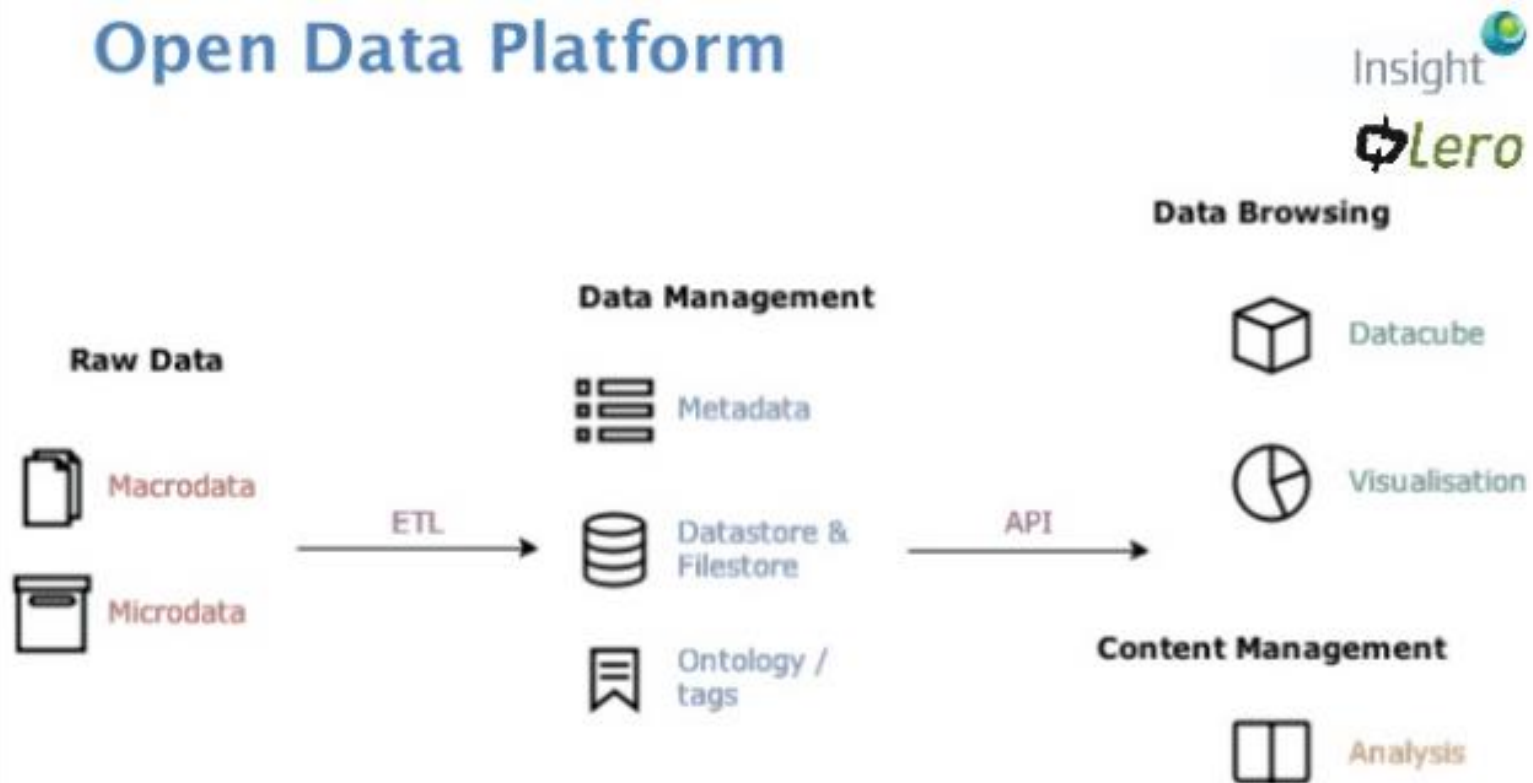 Open Data Platform
Insight
lero
Data Browsing
Data Management
Datacube
Raw Data
Metadata
Macrodata
Visualisation
ETL
Datastore &
Filestore
API
Microdata
Content Management
Ontology /
tags
Analysis